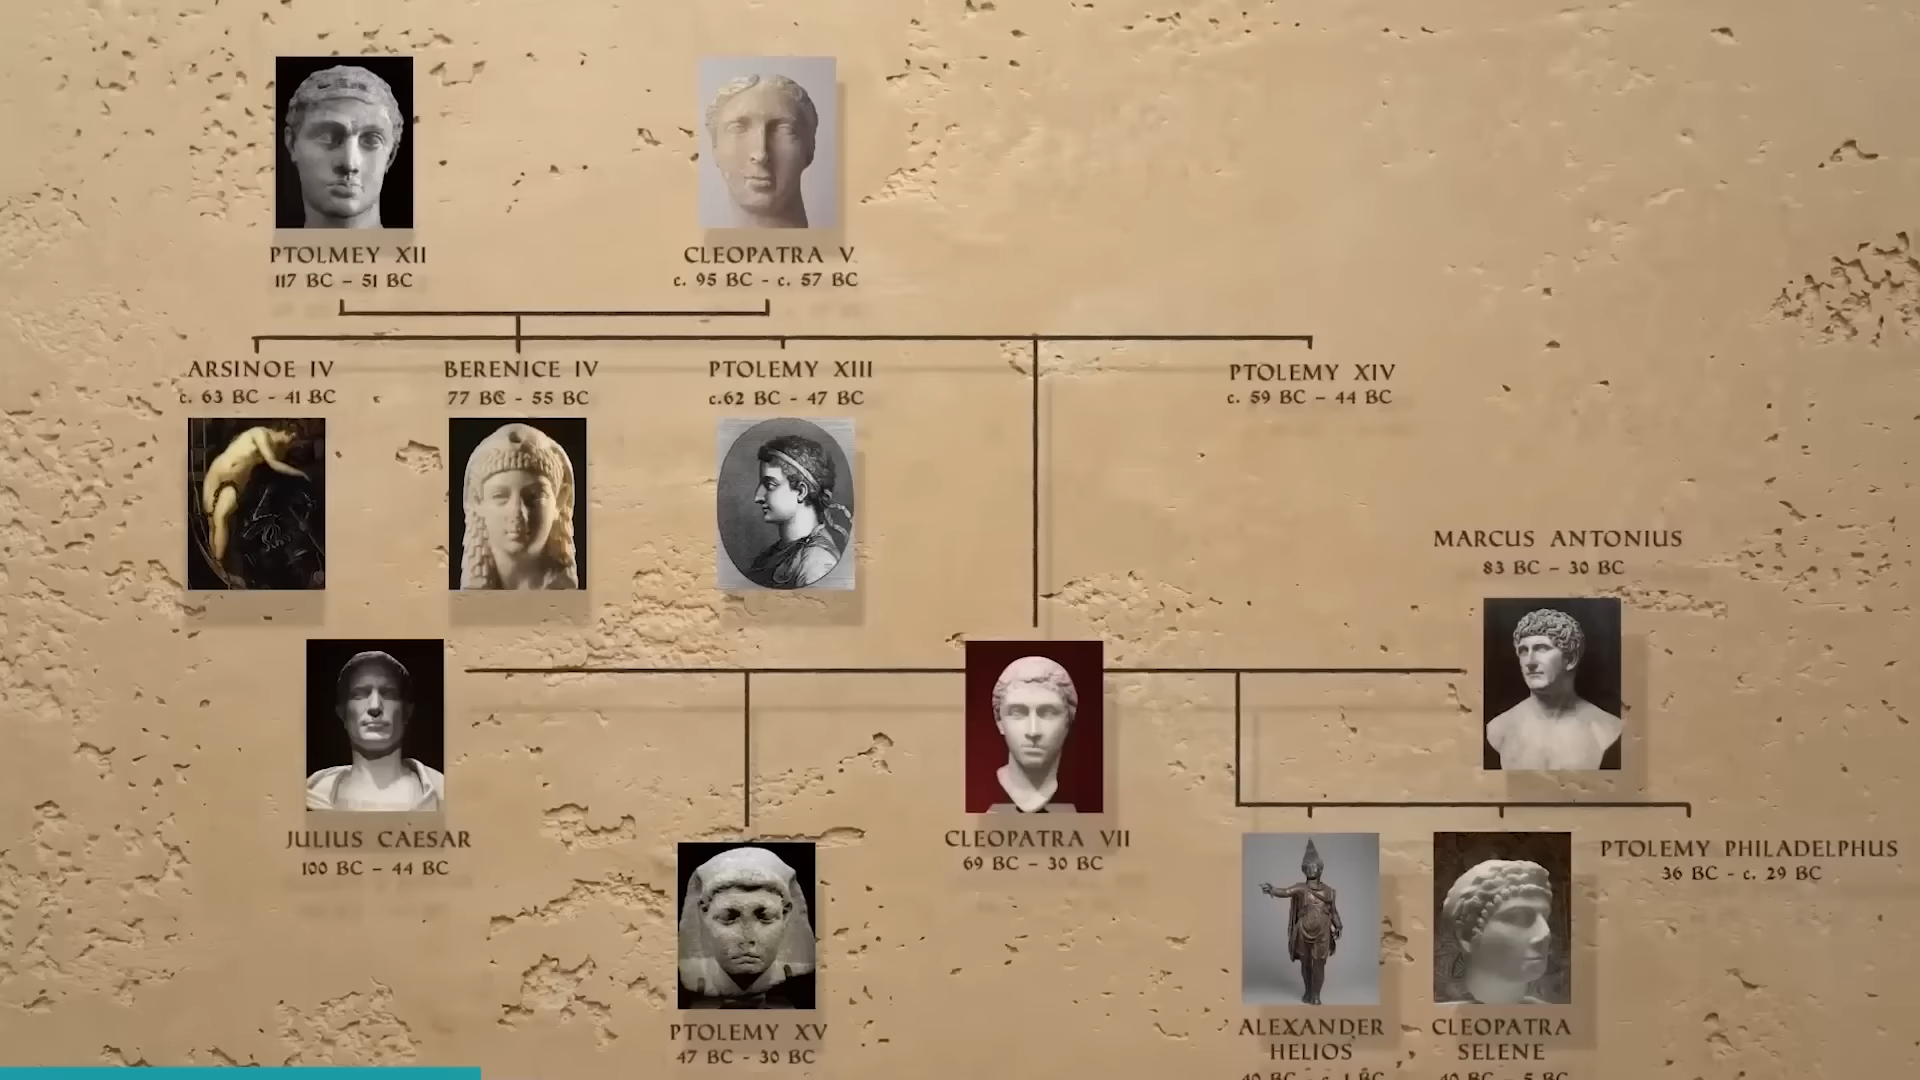 PTOLMEY XII
117 BC – 51 BC
CLEOPATRA V
c. 95 BC - c. 57 BC
ARSINOE IV
c. 63 BC - 41 BC
BERENICE IV
77 BC - 55 BC
PTOLEMY XIII
c.62 BC - 47 BC
PTOLEMY XIV
c. 59 BC – 44 BC
MARCUS ANTONIUS
83 BC – 30 BC
JULIUS CAESAR
100 BC – 44 BC
CLEOPATRA VII
69 BC – 30 BC
PTOLEMY PHILADELPHUS
36 BC - c. 29 BC
PTOLEMY XV
47 BC - 30 BC
ALEXANDER
HELIOS
CLEOPATRA
SELENE